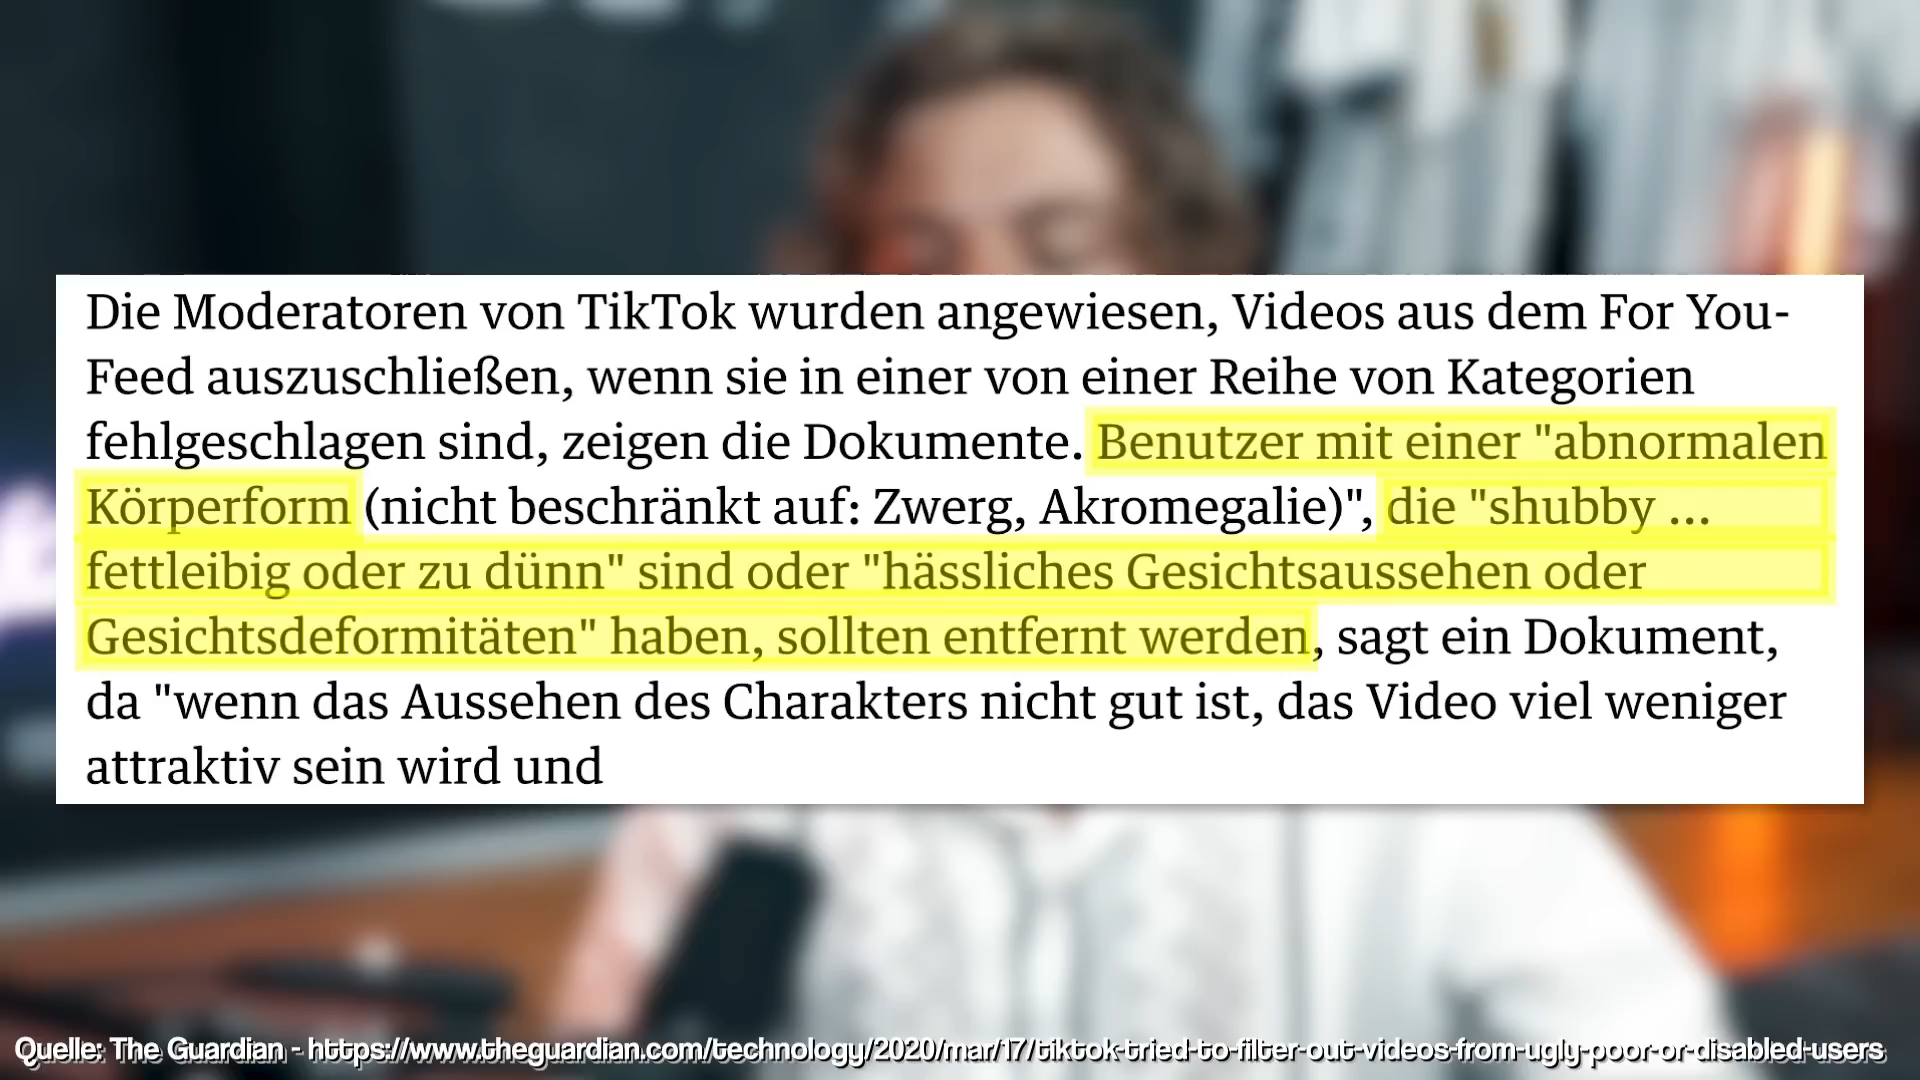 Die Moderatoren von TikTok wurden angewiesen, Videos aus dem For You-
Feed auszuschließen, wenn sie in einer von einer Reihe von Kategorien
fehlgeschlagen sind, zeigen die Dokumente. Benutzer mit einer "abnormalen
Körperform (nicht beschränkt auf: Zwerg, Akromegalie)", die "shubby ...
fettleibig oder zu dünn" sind oder "hässliches Gesichtsaussehen oder
Gesichtsdeformitäten" haben, sollten entfernt werden, sagt ein Dokument,
da "wenn das Aussehen des Charakters nicht gut ist, das Video viel weniger
attraktiv sein wird und
Quelle: The Guardian - https://www.theguardian.com/technology/2020/mar/17/tiktok-tried-to-filter-out-videos-from-ugly-poor-or-disabled-users